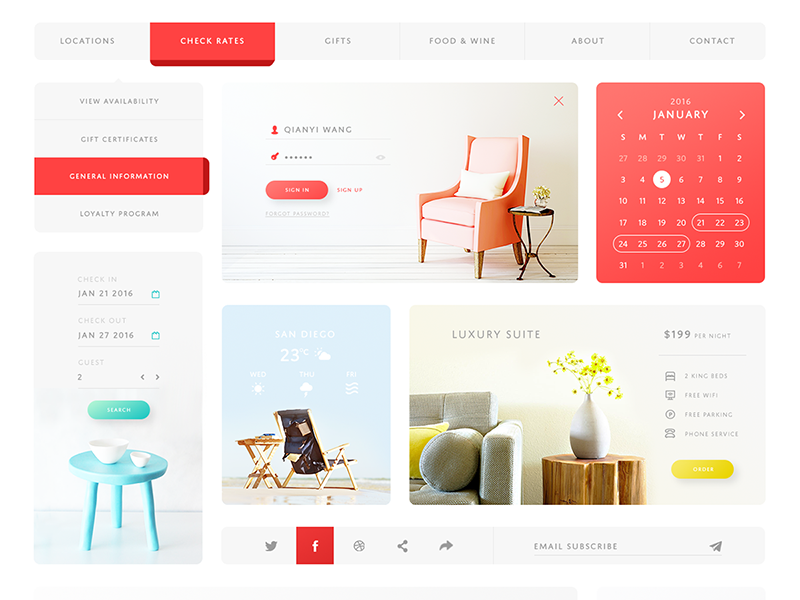 LOCATIONS CHECK RATES GIFTS FOOD & WINE ABOUT CONTACT
VIEW AVAILABILITY
GIFT CERTIFICATES
GENERAL INFORMATION
LOYALTY PROGRAM
QIANYI WANG
••••••
SIGN IN SIGN UP
FORGOT PASSWORD?
2016
JANUARY
S M T W T F S
27 28 29 30 31 1 2
3 4 5 6 7 8 9
10 11 12 13 14 15 16
17 18 19 20 21 22 23
24 25 26 27 28 29 30
31 1 2 3 4 6 7
CHECK IN
JAN 21 2016
CHECK OUT
JAN 27 2016
GUEST
2
SEARCH
SAN DIEGO
23°C
WED THU FRI
LUXURY SUITE
$199 PER NIGHT
2 KING BEDS
FREE WIFI
FREE PARKING
PHONE SERVICE
ORDER
f
EMAIL SUBSCRIBE